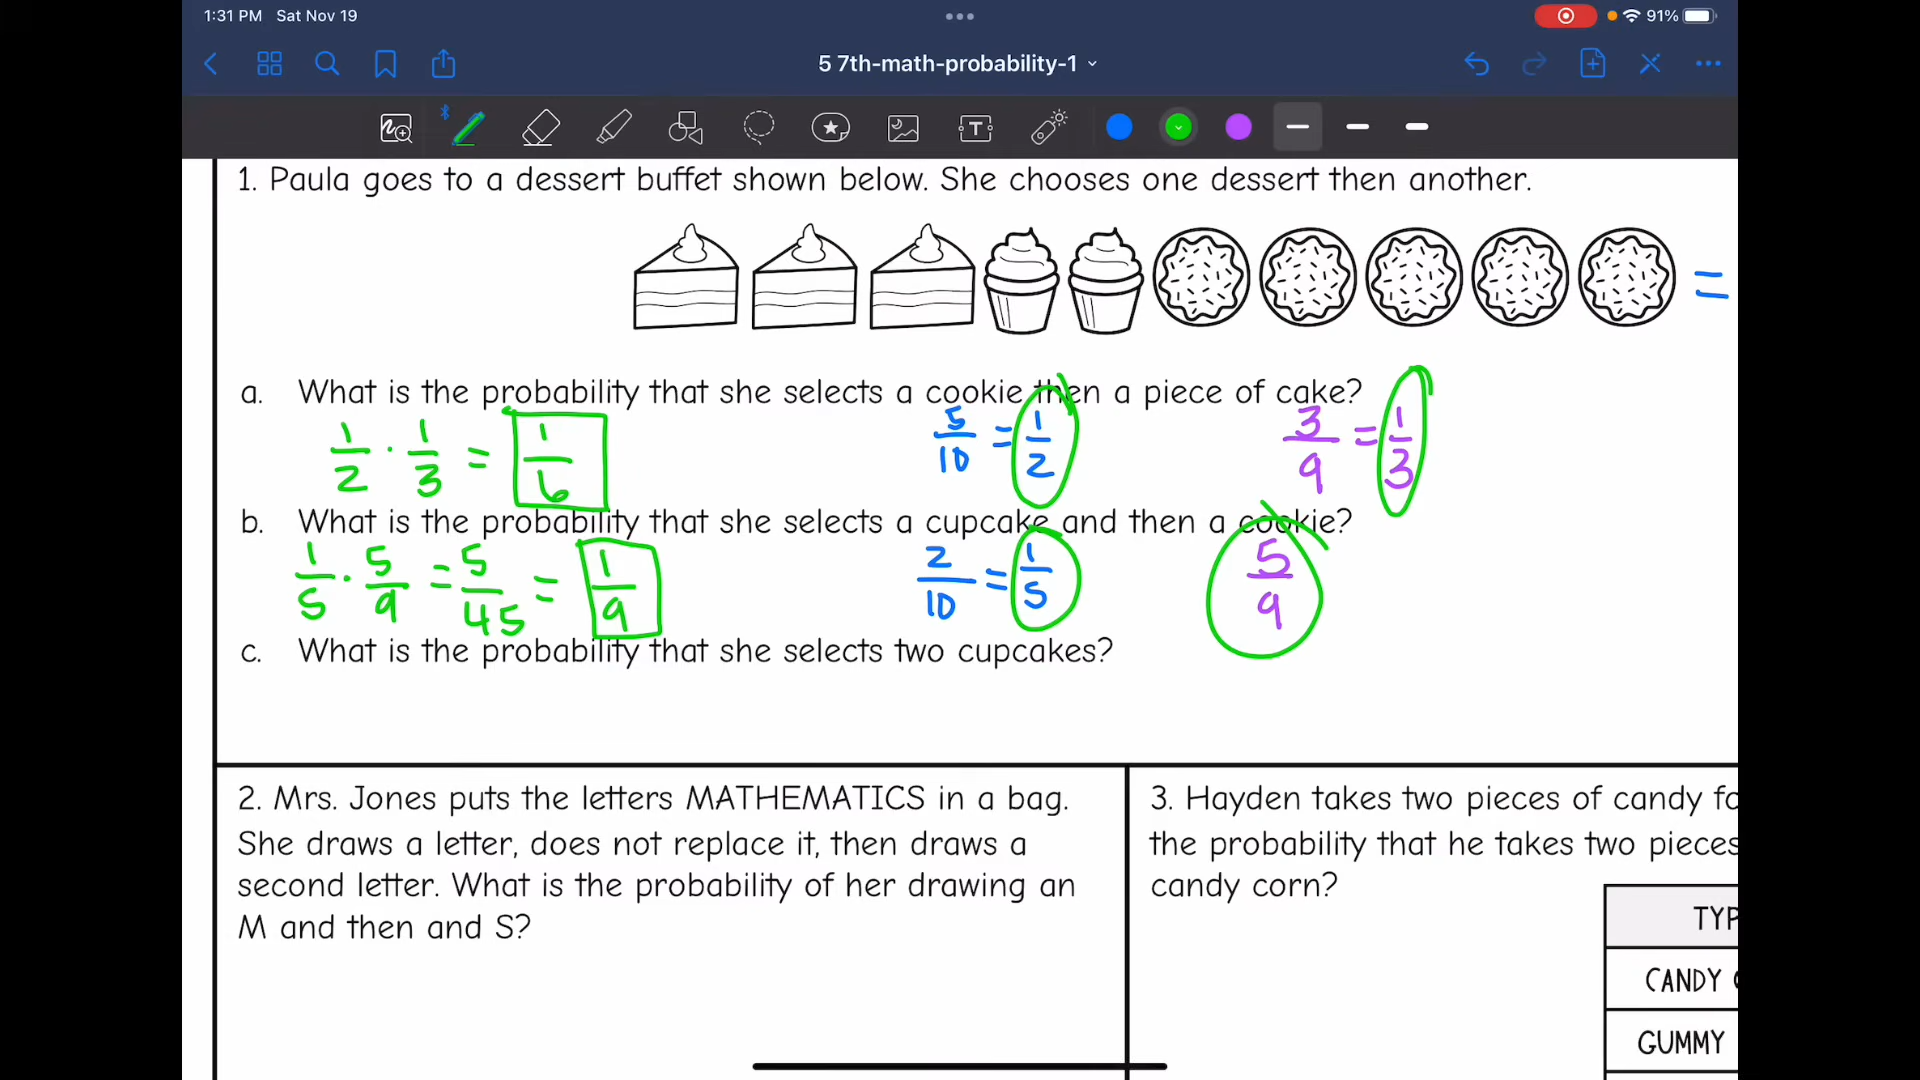 1:31 PM Sat Nov 19
91%
5 7th-math-probability-1
1. Paula goes to a dessert buffet shown below. She chooses one dessert then another.
=
a. What is the probability that she selects a cookie then a piece of cake?
1/2 · 1/3 = 1/6 5/10 = 1/2 3/9 = 1/3
b. What is the probability that she selects a cupcake and then a cookie?
1/5 · 5/9 = 5/45 = 1/9 2/10 = 1/5 5/9
c. What is the probability that she selects two cupcakes?
2. Mrs. Jones puts the letters MATHEMATICS in a bag.
She draws a letter, does not replace it, then draws a
second letter. What is the probability of her drawing an
M and then and S?
3. Hayden takes two pieces of candy
the probability that he takes two pieces
candy corn?
TYP
CANDY
GUMMY